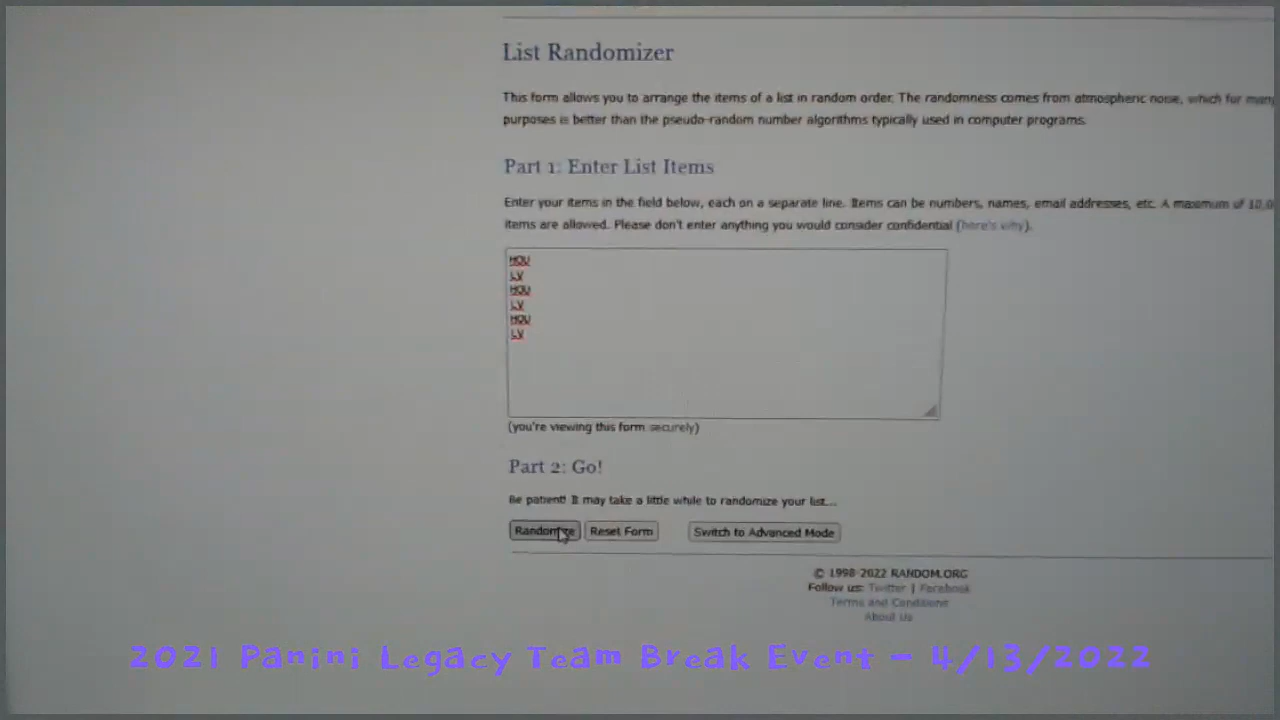 List Randomizer
This form allows you to arrange the items of a list in random order. The randomness comes from atmospheric noise, which for many
purposes is better than the pseudo-random number algorithms typically used in computer programs.
Part 1: Enter List Items
Enter your items in the field below, each on a separate line. Items can be numbers, names, email addresses, etc. A maximum of 10,0
items are allowed. Please don't enter anything you would consider confidential (here's why).
HOU
LV
HOU
LV
HOU
LV
(you're viewing this form securely)
Part 2: Go!
Be patient! It may take a little while to randomize your list...
Randomize Reset Form Switch to Advanced Mode
© 1998-2022 RANDOM.ORG
Follow us: Twitter | Facebook
Terms and Conditions
About Us
2021 Panini Legacy Team Break Event - 4/13/2022